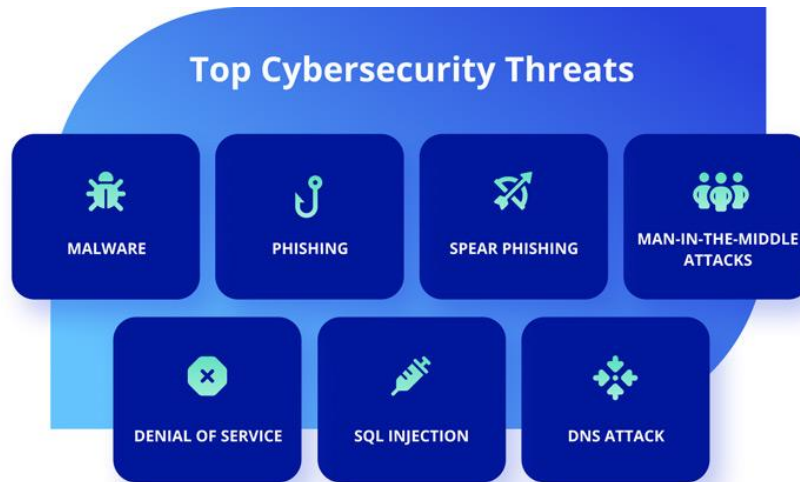 Top Cybersecurity Threats
MALWARE
PHISHING
SPEAR PHISHING
MAN-IN-THE-MIDDLE
ATTACKS
DENIAL OF SERVICE
SQL INJECTION
DNS ATTACK